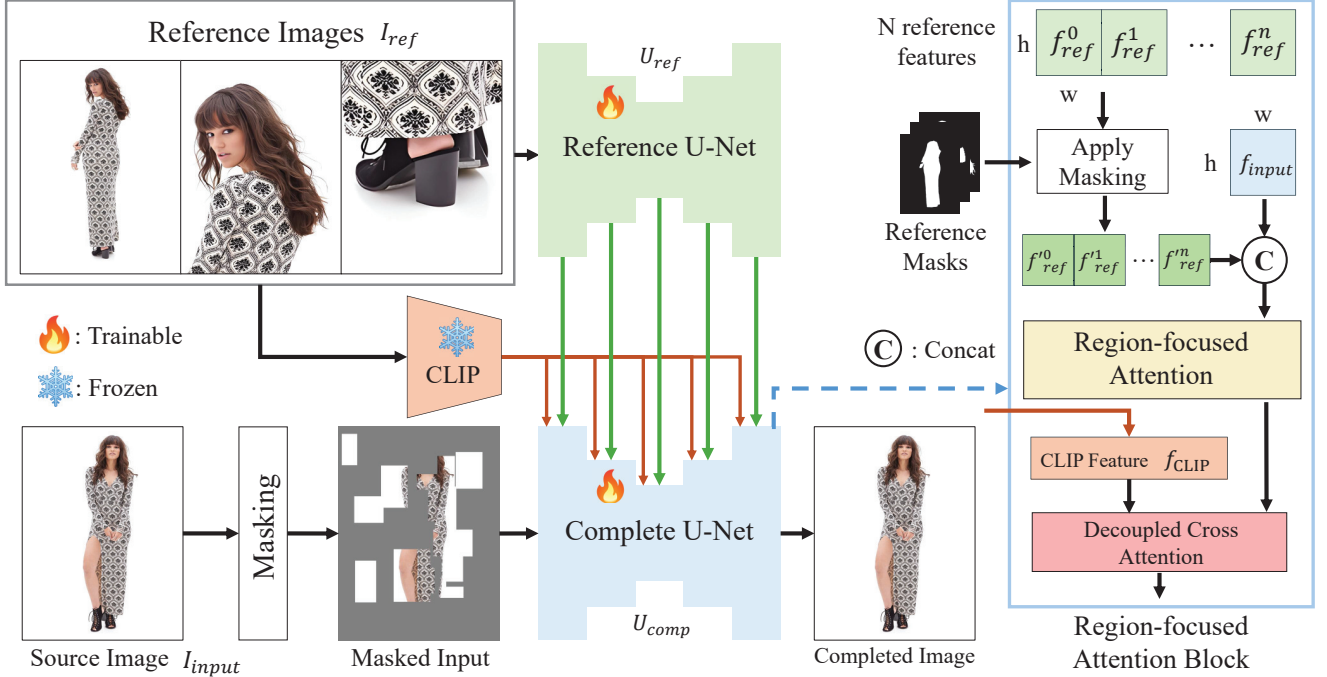 Reference Images I_ref
U_ref
Reference U-Net
N reference
features
h
f^0_ref
f^1_ref
...
f^n_ref
w
w
Apply
Masking
h
f_input
Reference
Masks
f'^0_ref
f'^1_ref
...
f'^n_ref
C
: Trainable
: Frozen
CLIP
C : Concat
Region-focused
Attention
CLIP Feature f_CLIP
Decoupled Cross
Attention
Masking
Complete U-Net
U_comp
Source Image I_input
Masked Input
Completed Image
Region-focused
Attention Block